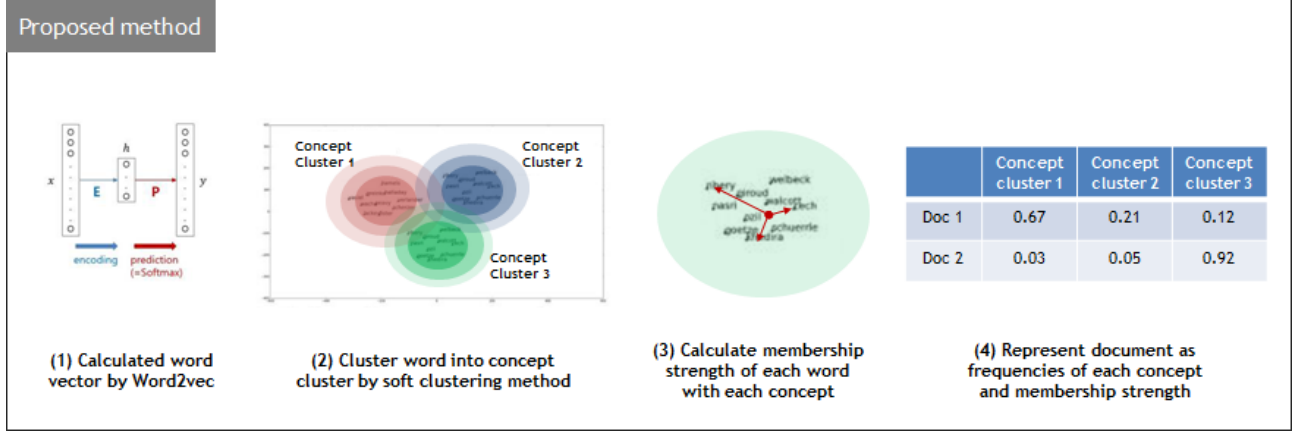 Proposed method
x
h
y
E
P
encoding
prediction
(=Softmax)
(1) Calculated word
vector by Word2vec
Concept
Cluster 1
Concept
Cluster 2
Concept
Cluster 3
(2) Cluster word into concept
cluster by soft clustering method
welbeck
giroud
walcott
zech
nasri
ozil
goetze
schuerrle
(3) Calculate membership
strength of each word
with each concept
Concept
cluster 1
Concept
cluster 2
Concept
cluster 3
Doc 1 0.67 0.21 0.12
Doc 2 0.03 0.05 0.92
(4) Represent document as
frequencies of each concept
and membership strength